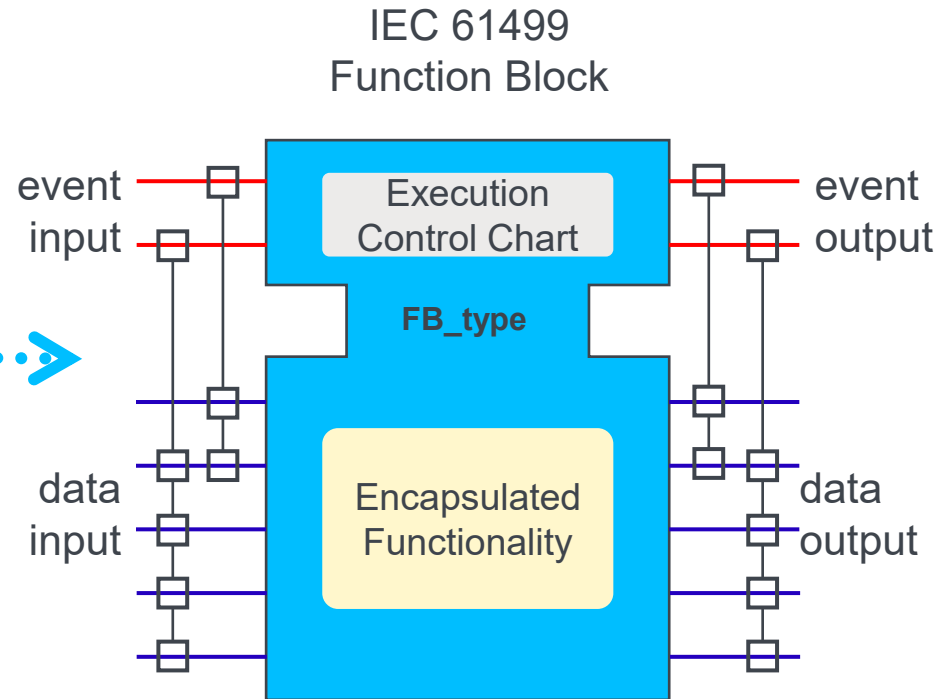 IEC 61499
Function Block
event
input
Execution
Control Chart
event
output
FB_type
data
input
Encapsulated
Functionality
data
output